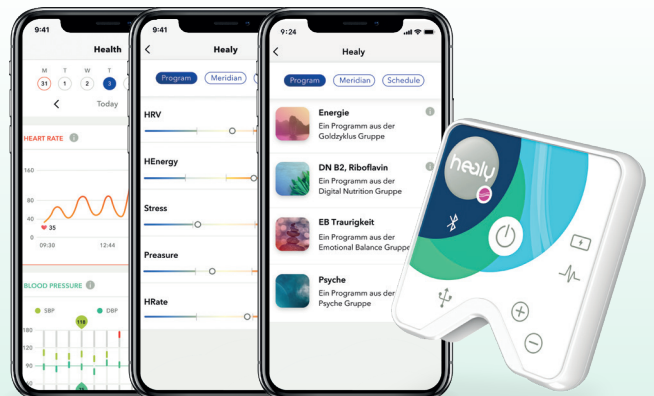 9:41
Health
M T W T
31 1 2 3
Today
HEART RATE
160
80
40
35
0
09:30 12:44
BLOOD PRESSURE
SBP DBP
118
180
120
90
60
9:41
Healy
Program Meridian
HRV
HEnergy
Stress
Preasure
HRate
9:24
Healy
Program Meridian Schedule
Energie
Ein Programm aus der
Goldzyklus Gruppe
DN B2, Riboflavin
Ein Programm aus der
Digital Nutrition Gruppe
EB Traurigkeit
Ein Programm aus der
Emotional Balance Gruppe
Psyche
Ein Programm aus der
Psyche Gruppe
healy